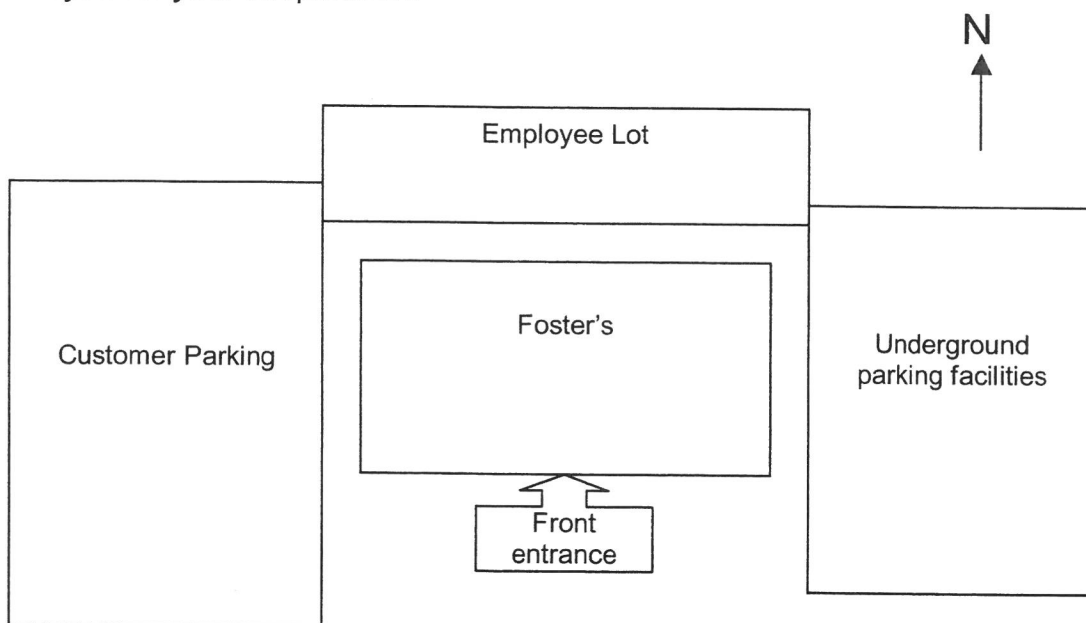 N
Employee Lot
Foster's
Customer Parking
Underground
parking facilities
Front
entrance